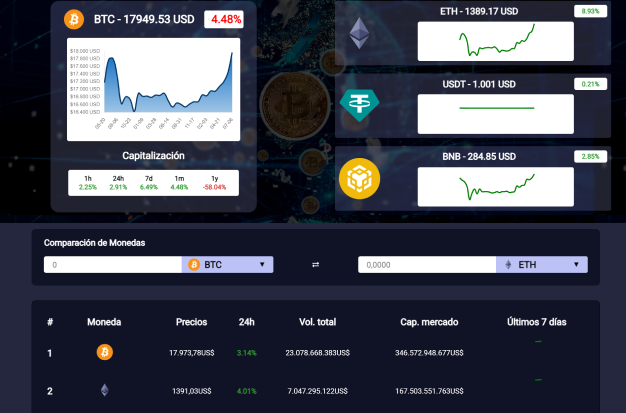 BTC - 17949.53 USD
4.48%
$18.000 USD
$17.000 USD
$17.400 USD
$17.200 USD
$17.000 USD
$16.800 USD
$16.600 USD
$16.400 USD
Capitalización
1h 24h 7d 1m 1y
2.25% 2.91% 6.49% 4.48% -58.04%
ETH - 1389.17 USD
8.93%
USDT - 1.001 USD
0.21%
BNB - 284.85 USD
2.85%
Comparación de Monedas
0 BTC ▼ ⇄ 0,0000 ETH ▼
# Moneda Precios 24h Vol. total Cap. mercado Últimos 7 días
1 17.973,78US$ 3.14% 23.078.668.383US$ 346.572.948.677US$
2 1391,03US$ 4.01% 7.047.295.122US$ 167.503.551.763US$